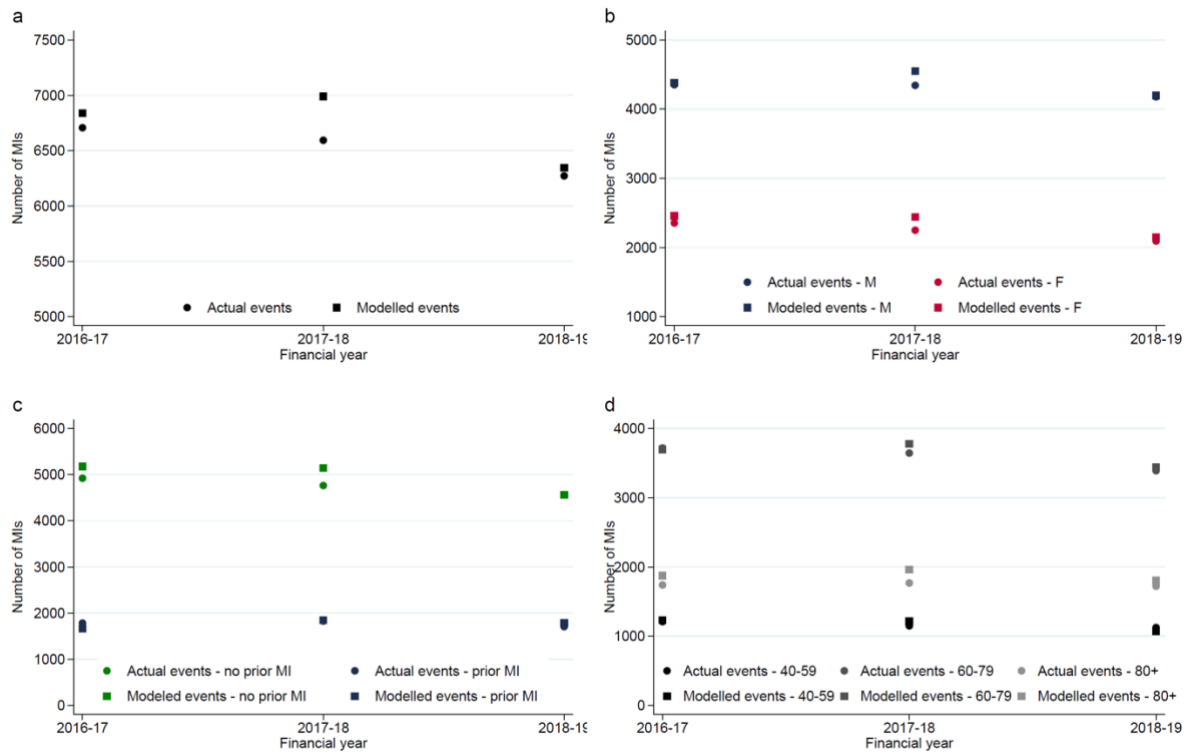 a
7500
7000
6500
6000
5500
5000
Number of MIs
Actual events
Modelled events
2016-17
2017-18
2018-19
Financial year
b
5000
4000
3000
2000
1000
Number of MIs
Actual events - M
Actual events - F
Modeled events - M
Modelled events - F
2016-17
2017-18
2018-19
Financial year
c
6000
5000
4000
3000
2000
1000
0
Number of MIs
Actual events - no prior MI
Actual events - prior MI
Modeled events - no prior MI
Modelled events - prior MI
2016-17
2017-18
2018-19
Financial year
d
4000
3000
2000
1000
0
Number of MIs
Actual events - 40-59
Actual events - 60-79
Actual events - 80+
Modelled events - 40-59
Modelled events - 60-79
Modelled events - 80+
2016-17
2017-18
2018-19
Financial year